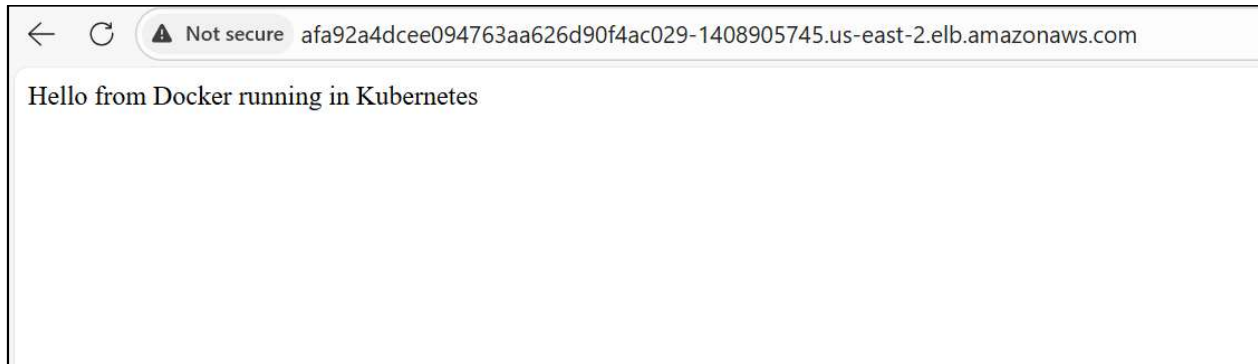 Not secure afa92a4dcee094763aa626d90f4ac029-1408905745.us-east-2.elb.amazonaws.com
Hello from Docker running in Kubernetes